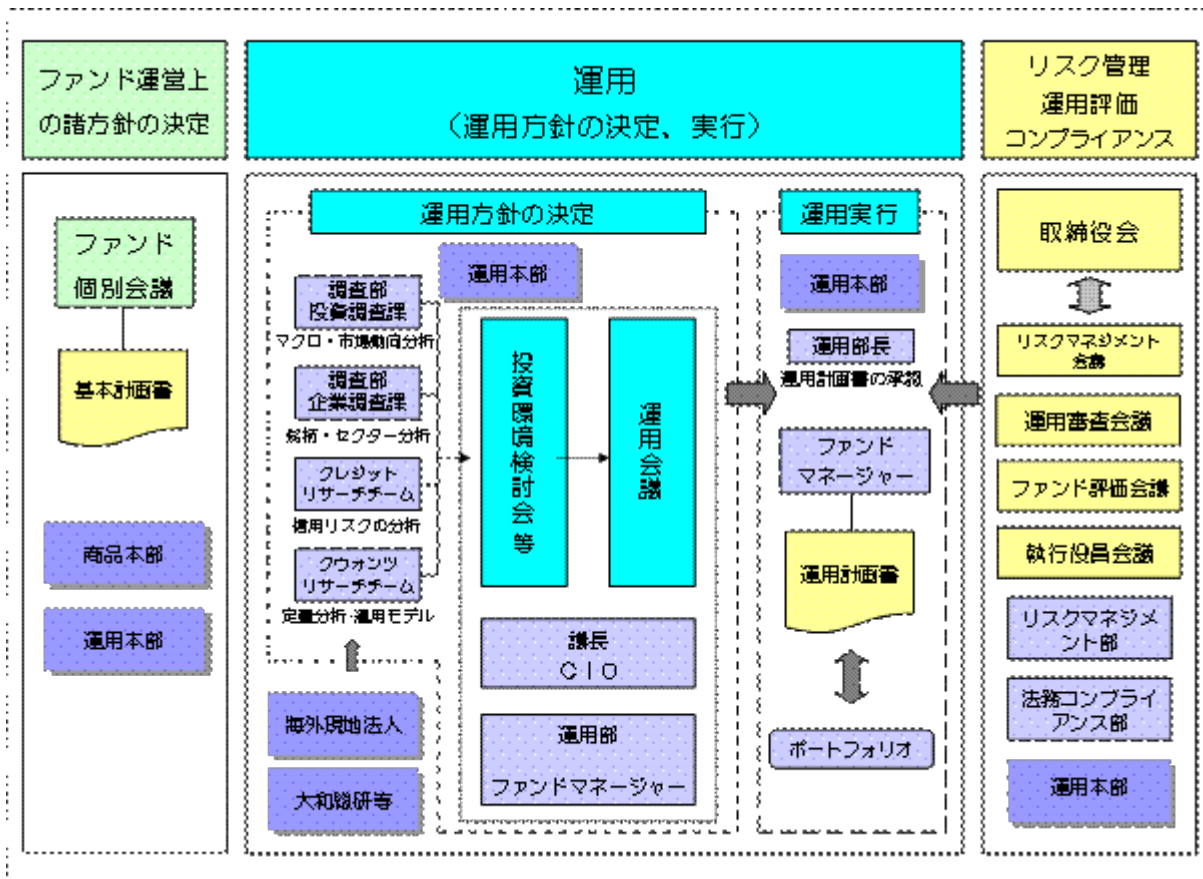 ファンド運営上
の諸方針の決定
運用
（運用方針の決定、実行）
リスク管理
運用評価
コンプライアンス
ファンド
個別会議
基本計画書
商品本部
運用本部
運用方針の決定
運用本部
調査部
投資調査課
マクロ・市場動向分析
調査部
企業調査課
銘柄・セクター分析
クレジット
リサーチチーム
信用リスクの分析
クウォンツ
リサーチチーム
定量分析・運用モデル
海外現地法人
大和総研等
投資環境検討会等
運用会議
議長
ＣＩＯ
運用部
ファンドマネージャー
運用実行
運用本部
運用部長
運用計画書の承認
ファンド
マネージャー
運用計画書
ポートフォリオ
取締役会
リスクマネジメント
会議
運用審査会議
ファンド評価会議
執行役員会議
リスクマネジメ
ント部
法務コンプライ
アンス部
運用本部